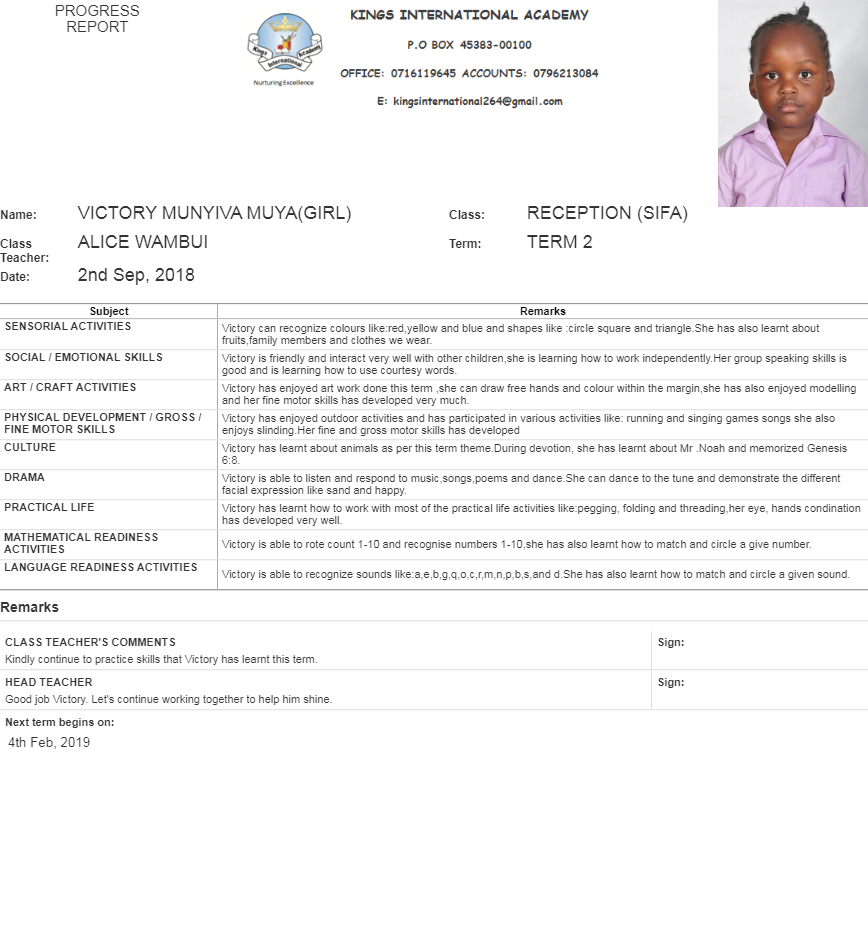 PROGRESS
REPORT
KINGS INTERNATIONAL ACADEMY
P.O BOX 45383-00100
OFFICE: 0716119645 ACCOUNTS: 0796213084
E: kingsinternational264@gmail.com
Kings International Academy
Nurturing Excellence
Name: VICTORY MUNYIVA MUYA(GIRL) Class: RECEPTION (SIFA)
Class Teacher: ALICE WAMBUI Term: TERM 2
Date: 2nd Sep, 2018
Subject Remarks
SENSORIAL ACTIVITIES
Victory can recognize colours like:red,yellow and blue and shapes like :circle square and triangle.She has also learnt about
fruits,family members and clothes we wear.
SOCIAL / EMOTIONAL SKILLS
Victory is friendly and interact very well with other children,she is learning how to work independently.Her group speaking skills is
good and is learning how to use courtesy words.
ART / CRAFT ACTIVITIES
Victory has enjoyed art work done this term ,she can draw free hands and colour within the margin,she has also enjoyed modelling
and her fine motor skills has developed very much.
PHYSICAL DEVELOPMENT / GROSS /
FINE MOTOR SKILLS
Victory has enjoyed outdoor activities and has participated in various activities like: running and singing games songs she also
enjoys slinding.Her fine and gross motor skills has developed
CULTURE
Victory has learnt about animals as per this term theme.During devotion, she has learnt about Mr .Noah and memorized Genesis
6:8.
DRAMA
Victory is able to listen and respond to music,songs,poems and dance.She can dance to the tune and demonstrate the different
facial expression like sand and happy.
PRACTICAL LIFE
Victory has learnt how to work with most of the practical life activities like:pegging, folding and threading,her eye, hands condination
has developed very well.
MATHEMATICAL READINESS
ACTIVITIES
Victory is able to rote count 1-10 and recognise numbers 1-10,she has also learnt how to match and circle a give number.
LANGUAGE READINESS ACTIVITIES
Victory is able to recognize sounds like:a,e,b,g,q,o,c,r,m,n,p,b,s,and d.She has also learnt how to match and circle a given sound.
Remarks
CLASS TEACHER'S COMMENTS Sign:
Kindly continue to practice skills that Victory has learnt this term.
HEAD TEACHER Sign:
Good job Victory. Let's continue working together to help him shine.
Next term begins on:
4th Feb, 2019